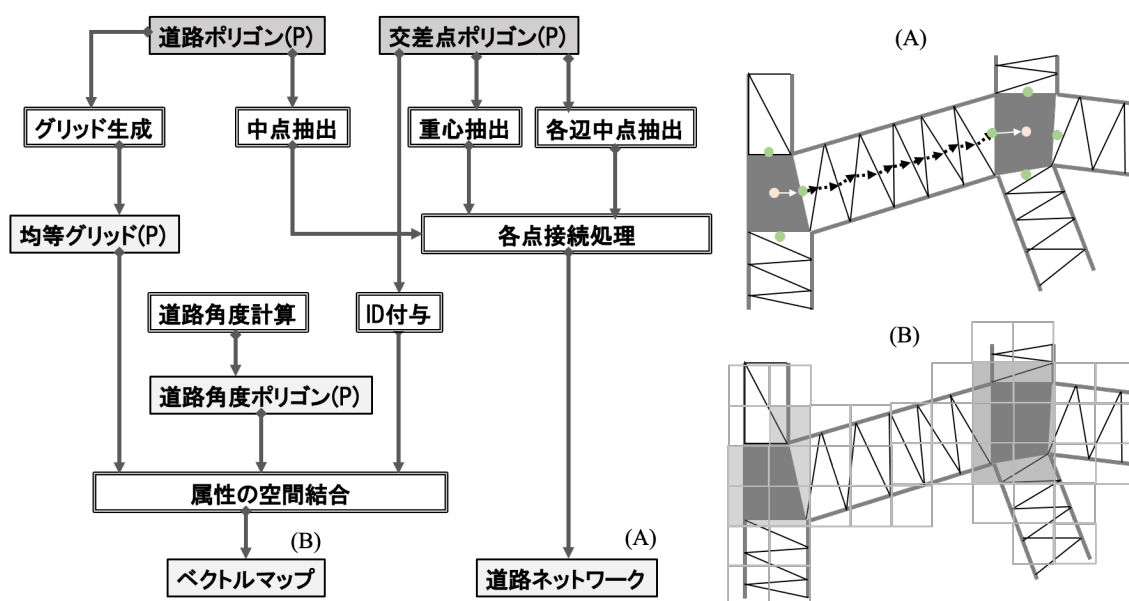 道路ポリゴン(P)
交差点ポリゴン(P)
グリッド生成
中点抽出
重心抽出
各辺中点抽出
均等グリッド(P)
各点接続処理
道路角度計算
ID付与
道路角度ポリゴン(P)
属性の空間結合
(B)
(A)
ベクトルマップ
道路ネットワーク
(A)
(B)